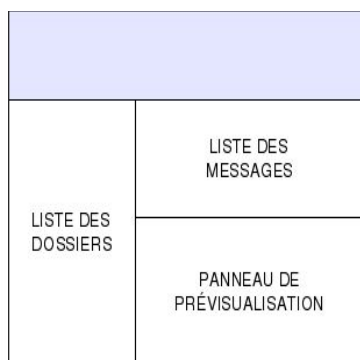 LISTE DES
MESSAGES
LISTE DES
DOSSIERS
PANNEAU DE
PRÉVISUALISATION